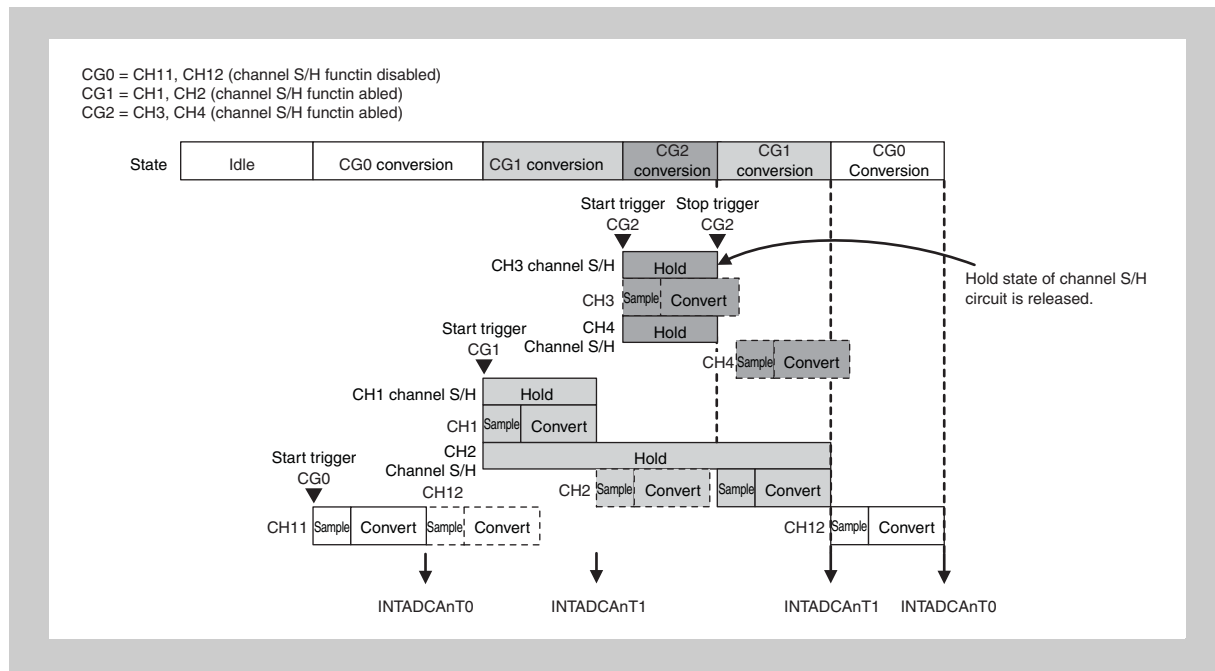 CG0 = CH11, CH12 (channel S/H functin disabled)
CG1 = CH1, CH2 (channel S/H functin abled)
CG2 = CH3, CH4 (channel S/H functin abled)
State
Idle
CG0 conversion
CG1 conversion
CG2
conversion
CG1
conversion
CG0
Conversion
Start trigger
CG2
Stop trigger
CG2
CH3 channel S/H
Hold
Hold state of channel S/H
circuit is released.
CH3
Sample
Convert
CH4
Channel S/H
Hold
Start trigger
CG1
CH4
Sample
Convert
CH1 channel S/H
Hold
CH1
Sample
Convert
CH2
Channel S/H
Hold
Start trigger
CG0
CH12
CH2
Sample
Convert
Sample
Convert
CH11
Sample
Convert
Sample
Convert
CH12
Sample
Convert
INTADCAnT0
INTADCAnT1
INTADCAnT1
INTADCAnT0